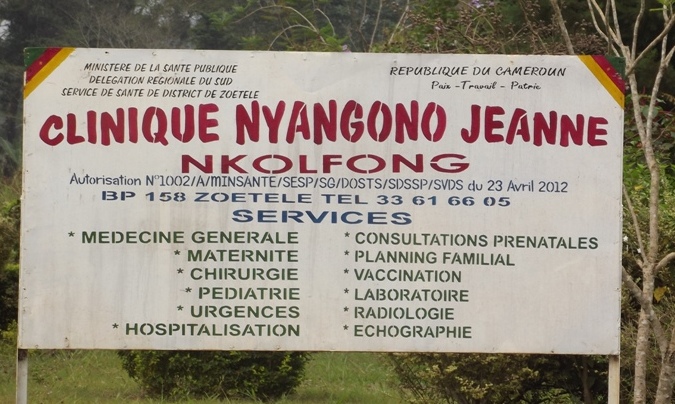 MINISTERE DE LA SANTE PUBLIQUE
DELEGATION REGIONALE DU SUD
SERVICE DE SANTE DE DISTRICT DE ZOETELE
REPUBLIQUE DU CAMEROUN
Paix - Travail - Patrie
CLINIQUE NYANGONO JEANNE
NKOLFONG
Autorisation N°1002/A/MINSANTE/SESP/SG/DOSTS/SDSSP/SVDS du 23 Avril 2012
BP 158 ZOETELE TEL 33 61 66 05
SERVICES
* MEDECINE GENERALE
* MATERNITE
* CHIRURGIE
* PEDIATRIE
* URGENCES
* HOSPITALISATION
* CONSULTATIONS PRENATALES
* PLANNING FAMILIAL
* VACCINATION
* LABORATOIRE
* RADIOLOGIE
* ECHOGRAPHIE